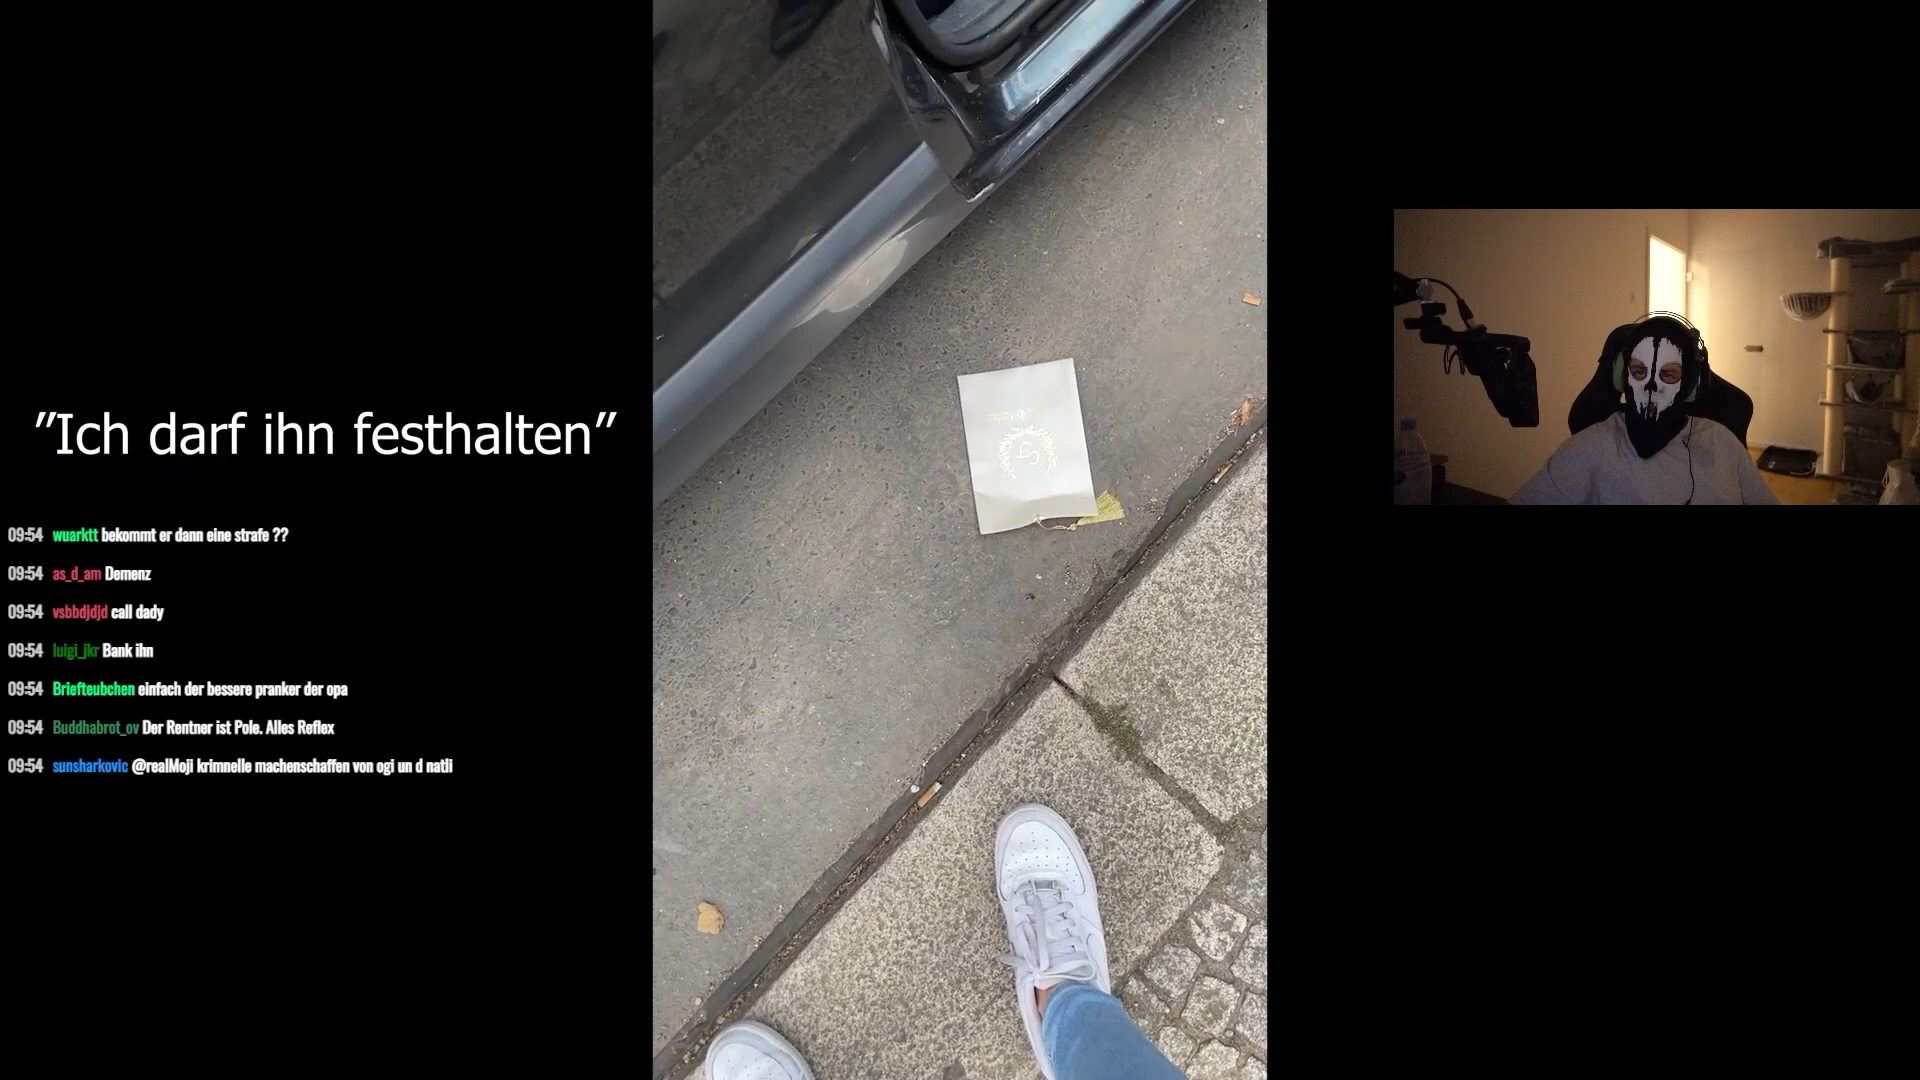 ”Ich darf ihn festhalten”
09:54 wuarktt bekommt er dann eine strafe ??
09:54 as_d_am Demenz
09:54 vsbbdjdjd call dady
09:54 luigi_jkr Bank ihn
09:54 Briefteubchen einfach der bessere pranker der opa
09:54 Buddhabrot_ov Der Rentner ist Pole. Alles Reflex
09:54 sunsharkovic @realMoji krimnelle machenschaffen von ogi un d natli